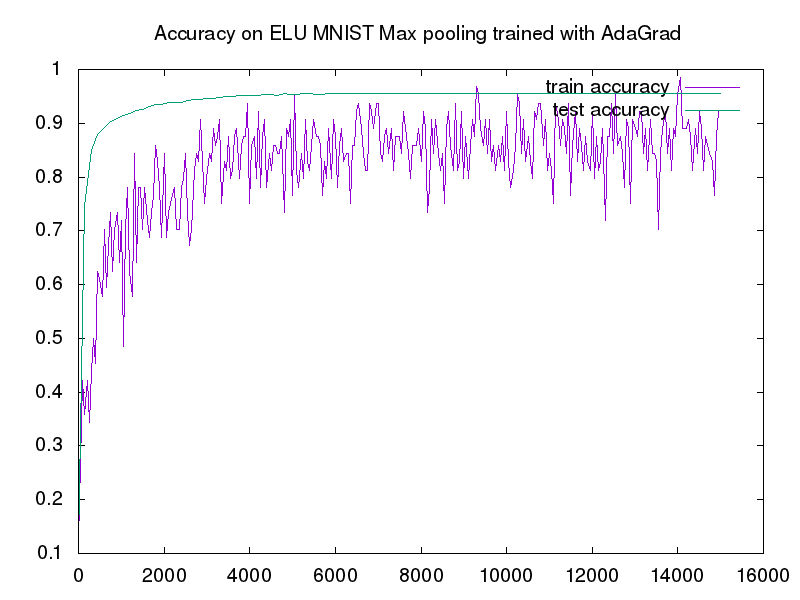 Accuracy on ELU MNIST Max pooling trained with AdaGrad
1
train accuracy
test accuracy
0.9
0.8
0.7
0.6
0.5
0.4
0.3
0.2
0.1
0 2000 4000 6000 8000 10000 12000 14000 16000